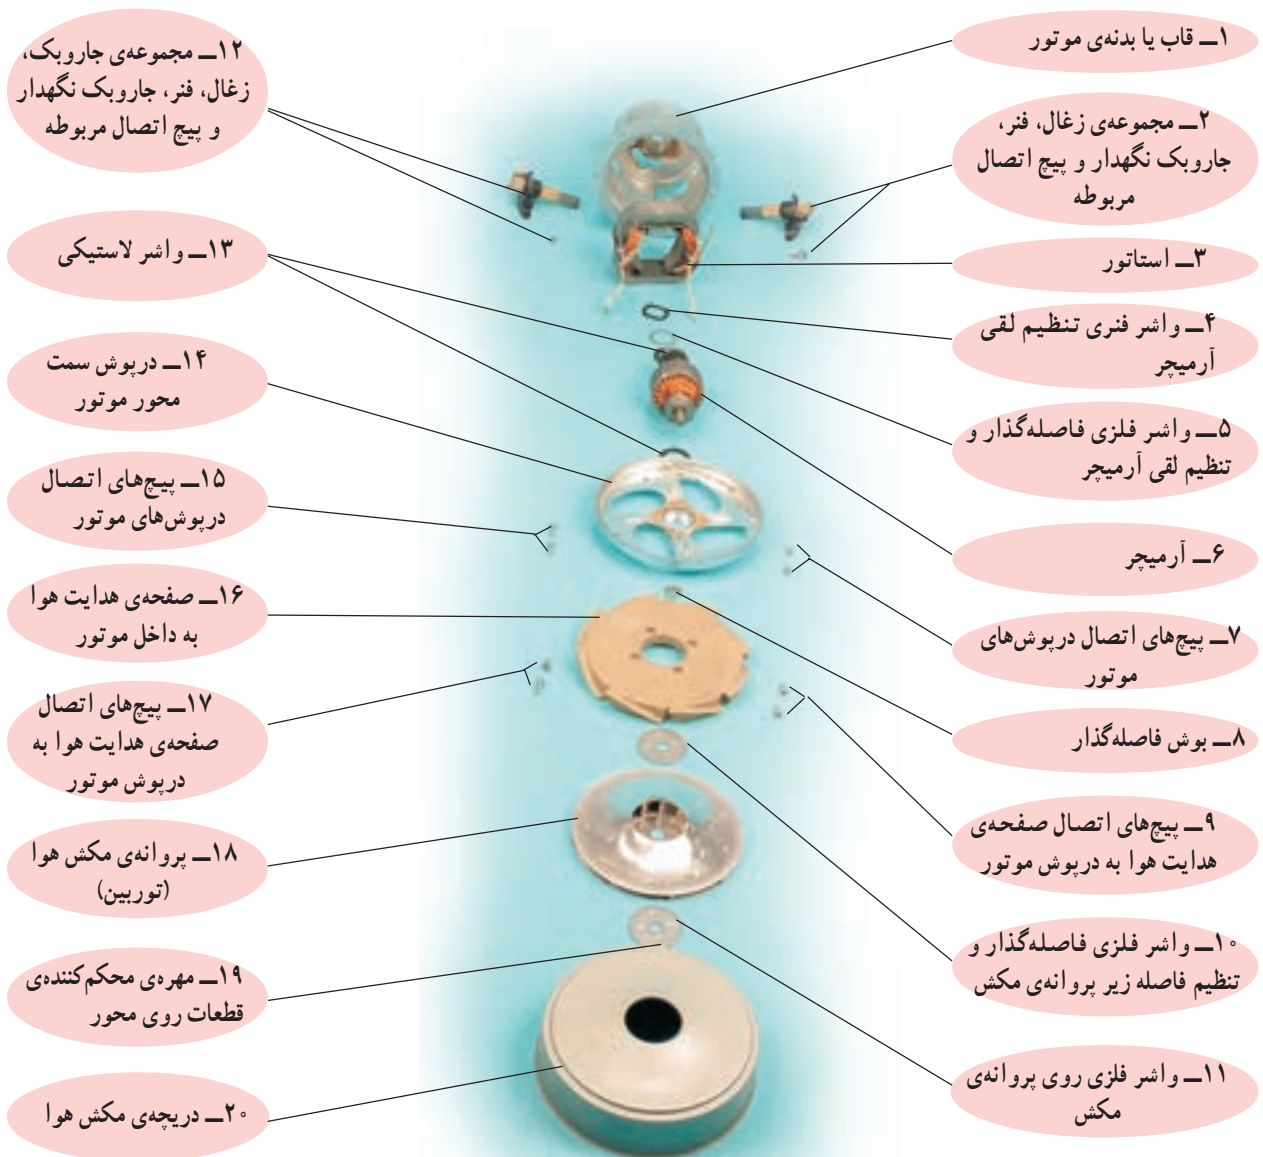 ۱ــ قاب یا بدنه‌ی موتور
۲ــ مجموعه‌ی زغال، فنر،
جاروبک نگهدار و پیچ اتصال
مربوطه
۳ــ استاتور
۴ــ واشر فنری تنظیم لقی
آرمیچر
۵ــ واشر فلزی فاصله‌گذار و
تنظیم لقی آرمیچر
۶ــ آرمیچر
۷ــ پیچ‌های اتصال درپوش‌های
موتور
۸ــ بوش فاصله‌گذار
۹ــ پیچ‌های اتصال صفحه‌ی
هدایت هوا به درپوش موتور
۱۰ــ واشر فلزی فاصله‌گذار و
تنظیم فاصله زیر پروانه‌ی مکش
۱۱ــ واشر فلزی روی پروانه‌ی
مکش
۱۲ــ مجموعه‌ی جاروبک،
زغال، فنر، جاروبک نگهدار
و پیچ اتصال مربوطه
۱۳ــ واشر لاستیکی
۱۴ــ درپوش سمت
محور موتور
۱۵ــ پیچ‌های اتصال
درپوش‌های موتور
۱۶ــ صفحه‌ی هدایت هوا
به داخل موتور
۱۷ــ پیچ‌های اتصال
صفحه‌ی هدایت هوا به
درپوش موتور
۱۸ــ پروانه‌ی مکش هوا
(توربین)
۱۹ــ مهره‌ی محکم‌کننده‌ی
قطعات روی محور
۲۰ــ دریچه‌ی مکش هوا